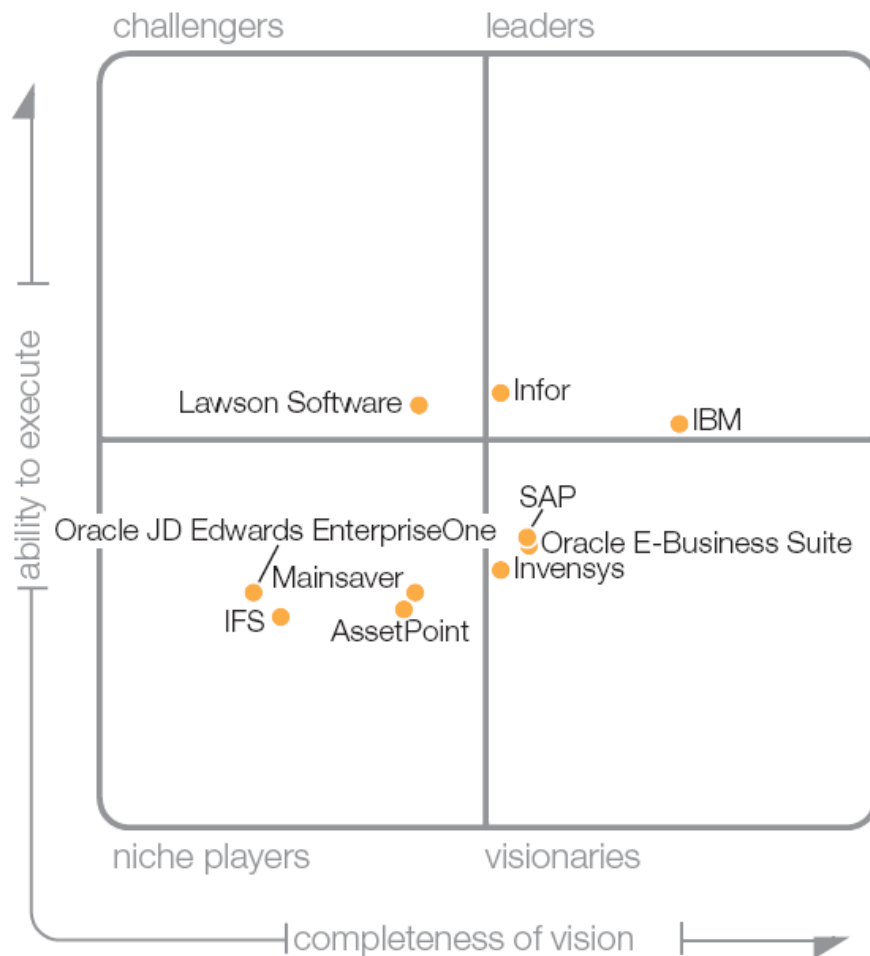 challengers
leaders
ability to execute
Lawson Software
Infor
IBM
SAP
Oracle JD Edwards EnterpriseOne
Oracle E-Business Suite
Invensys
Mainsaver
IFS
AssetPoint
niche players
visionaries
completeness of vision